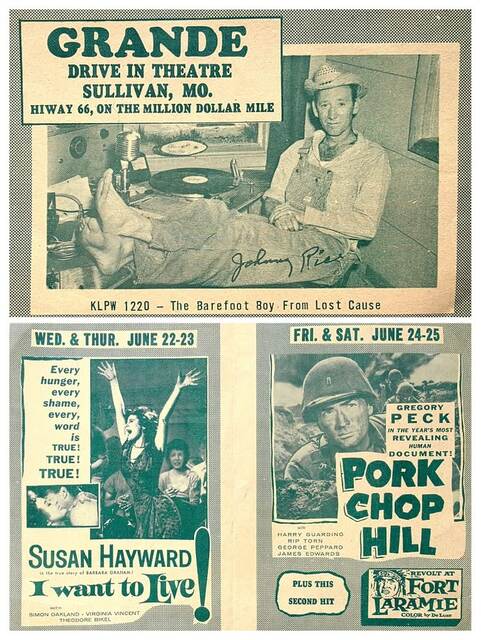 GRANDE
DRIVE IN THEATRE
SULLIVAN, MO.
HIWAY 66, ON THE MILLION DOLLAR MILE
Johnny Rice
KLPW 1220 – The Barefoot Boy From Lost Cause
WED. & THUR. JUNE 22-23
Every
hunger,
every
shame,
every,
word
is
TRUE!
TRUE!
TRUE!
SUSAN HAYWARD
in the true story of BARBARA GRAHAM!
I want to Live!
WITH
SIMON OAKLAND - VIRGINIA VINCENT
THEODORE BIKEL
FRI. & SAT. JUNE 24-25
GREGORY
PECK
IN THE YEAR'S MOST
REVEALING
HUMAN
DOCUMENT!
PORK
CHOP
HILL
WITH
HARRY GUARDINO
RIP TORN
GEORGE PEPPARD
JAMES EDWARDS
PLUS THIS
SECOND HIT
REVOLT AT
FORT
LARAMIE
COLOR by De Luxe